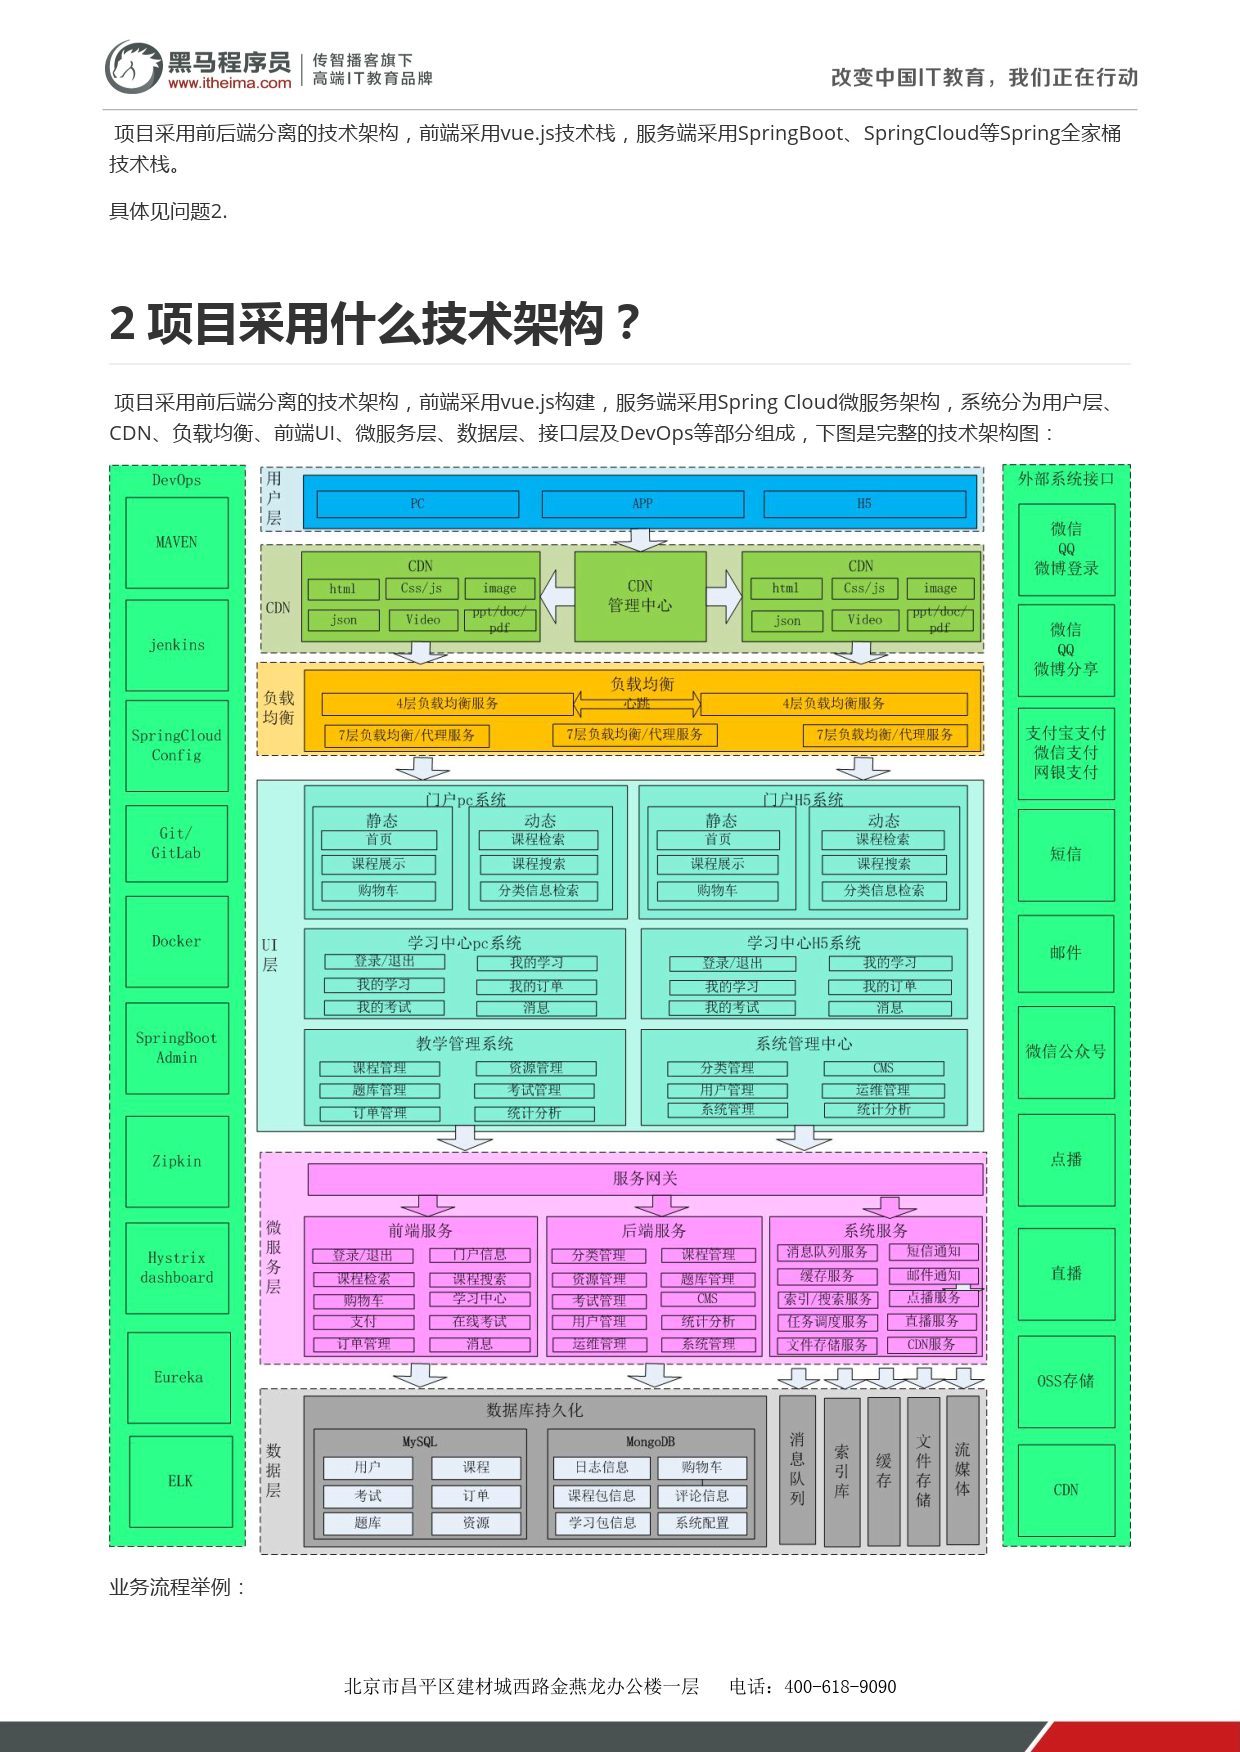 黑马程序员
www.itheima.com
传智播客旗下
高端IT教育品牌
改变中国IT教育，我们正在行动
项目采用前后端分离的技术架构，前端采用vue.js技术栈，服务端采用SpringBoot、SpringCloud等Spring全家桶
技术栈。
具体见问题2.
2 项目采用什么技术架构？
项目采用前后端分离的技术架构，前端采用vue.js构建，服务端采用Spring Cloud微服务架构，系统分为用户层、
CDN、负载均衡、前端UI、微服务层、数据层、接口层及DevOps等部分组成，下图是完整的技术架构图：
DevOps
MAVEN
jenkins
SpringCloud
Config
Git/
GitLab
Docker
SpringBoot
Admin
Zipkin
Hystrix
dashboard
Eureka
ELK
用户层
PC
APP
H5
CDN
CDN
html
Css/js
image
json
Video
ppt/doc/
pdf
CDN
管理中心
CDN
html
Css/js
image
json
Video
ppt/doc/
pdf
负载
均衡
负载均衡
4层负载均衡服务
心跳
4层负载均衡服务
7层负载均衡/代理服务
7层负载均衡/代理服务
7层负载均衡/代理服务
UI
层
门户pc系统
静态
首页
课程展示
购物车
动态
课程检索
课程搜索
分类信息检索
门户H5系统
静态
首页
课程展示
购物车
动态
课程检索
课程搜索
分类信息检索
学习中心pc系统
登录/退出
我的学习
我的学习
我的订单
我的考试
消息
学习中心H5系统
登录/退出
我的学习
我的学习
我的订单
我的考试
消息
教学管理系统
课程管理
资源管理
题库管理
考试管理
订单管理
统计分析
系统管理中心
分类管理
CMS
用户管理
运维管理
系统管理
统计分析
微服务层
服务网关
前端服务
登录/退出
门户信息
课程检索
课程搜索
购物车
学习中心
支付
在线考试
订单管理
消息
后端服务
分类管理
课程管理
资源管理
题库管理
考试管理
CMS
用户管理
统计分析
运维管理
系统管理
系统服务
消息队列服务
短信通知
缓存服务
邮件通知
索引/搜索服务
点播服务
任务调度服务
直播服务
文件存储服务
CDN服务
数据层
数据库持久化
MySQL
用户
课程
考试
订单
题库
资源
MongoDB
日志信息
购物车
课程包信息
评论信息
学习包信息
系统配置
消息队列
索引库
缓存
文件存储
流媒体
外部系统接口
微信
QQ
微博登录
微信
QQ
微博分享
支付宝支付
微信支付
网银支付
短信
邮件
微信公众号
点播
直播
OSS存储
CDN
业务流程举例：
北京市昌平区建材城西路金燕龙办公楼一层 电话：400-618-9090